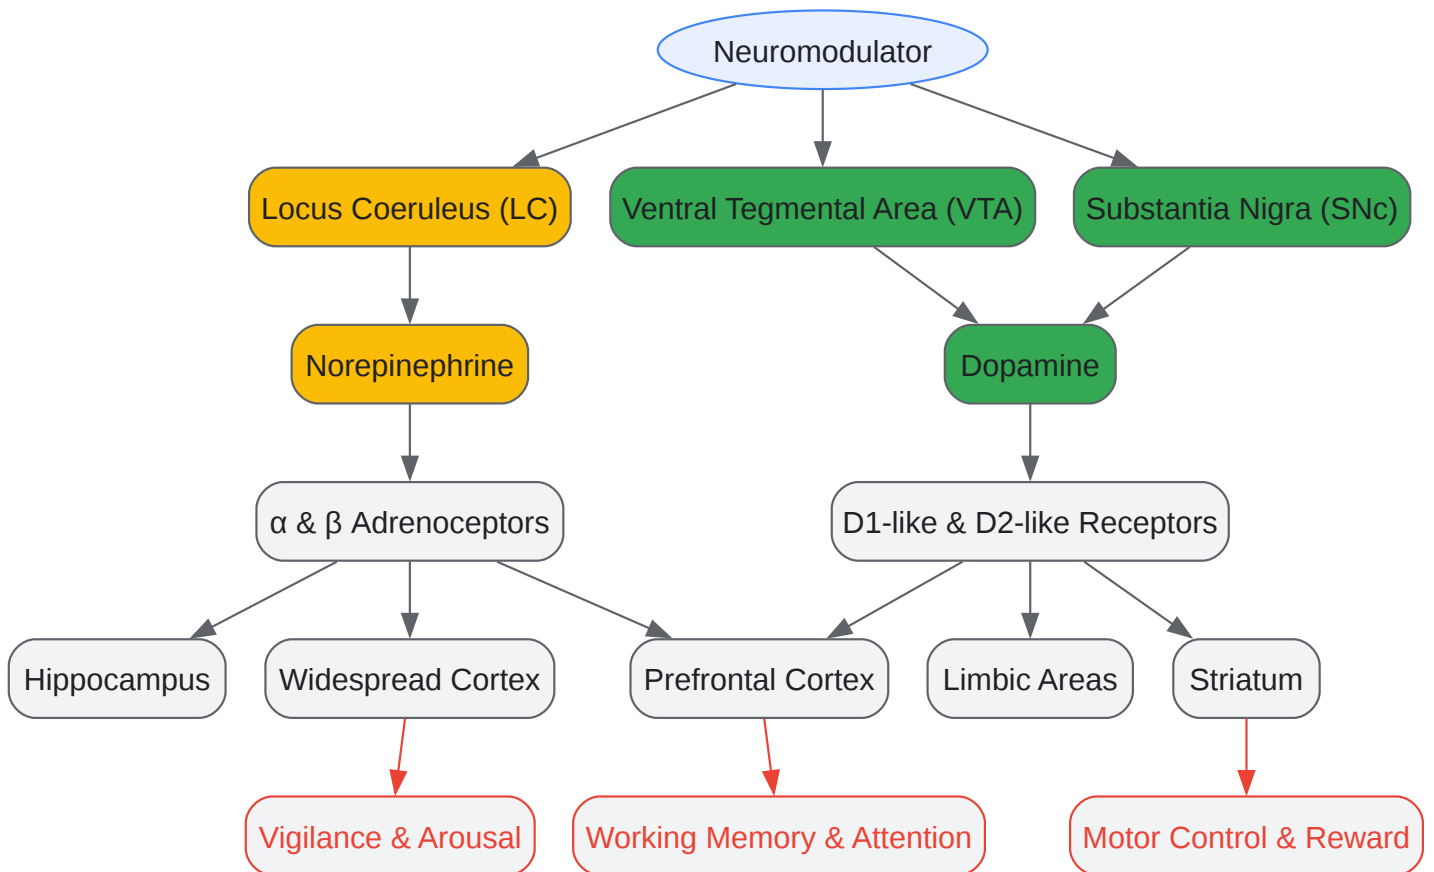 Neuromodulator
Locus Coeruleus (LC)
Ventral Tegmental Area (VTA)
Substantia Nigra (SNc)
Norepinephrine
Dopamine
α & β Adrenoceptors
D1-like & D2-like Receptors
Hippocampus
Widespread Cortex
Prefrontal Cortex
Limbic Areas
Striatum
Vigilance & Arousal
Working Memory & Attention
Motor Control & Reward